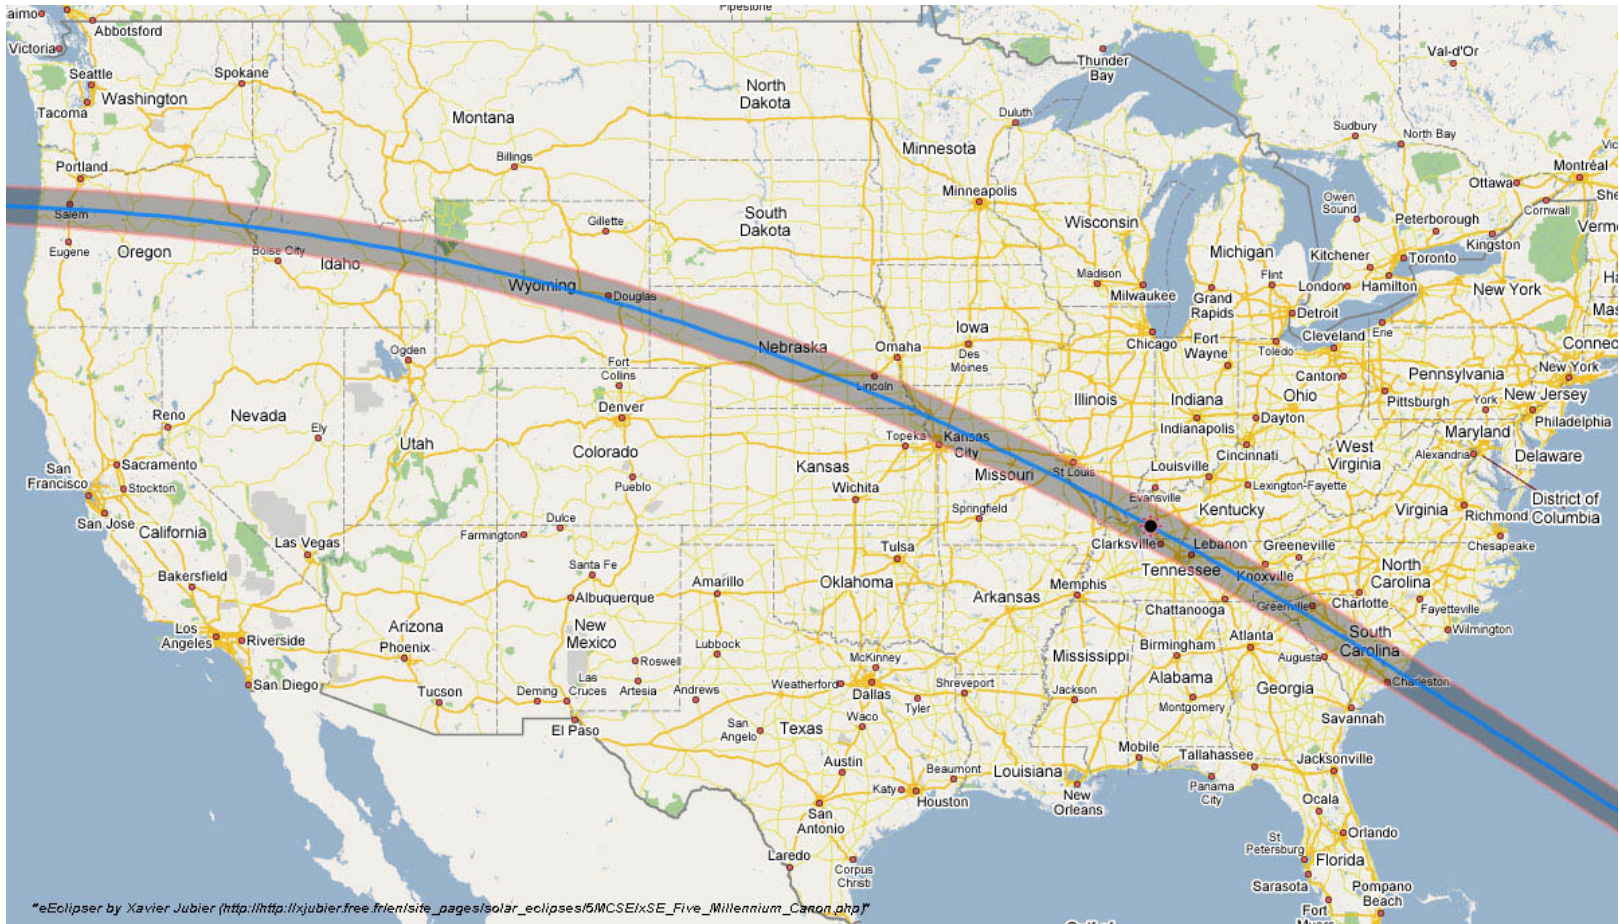 aimo
Abbotsford
Pipestone
Victoria
Seattle
Spokane
Washington
Tacoma
Montana
North
Dakota
Duluth
Thunder
Bay
Val-d'Or
Sudbury
North Bay
Vic
Portland
Billings
Minnesota
Montréal
Ottawa
Minneapolis
Owen
Sound
Cornwall
She
Salem
Gillette
South
Dakota
Wisconsin
Peterborough
Verm
Eugene
Oregon
Boise City
Idaho
Michigan
Kitchener
Kingston
Toronto
Madison
Flint
Wyoming
Douglas
Milwaukee
Grand
Rapids
London
Hamilton
New York
Ha
Detroit
Mas
Iowa
Erie
Ogden
Nebraska
Omaha
Des
Moines
Chicago
Fort
Wayne
Toledo
Cleveland
Connec
Fort
Collins
Lincoln
Canton
Pennsylvania
New York
Reno
Nevada
Denver
Illinois
Indiana
Ohio
Pittsburgh
York
New Jersey
Ely
Utah
Dayton
Philadelphia
Topeka
Kansas
City
Indianapolis
Maryland
Colorado
Cincinnati
West
Virginia
Alexandria
Delaware
San
Francisco
Sacramento
Stockton
Kansas
Missouri
St Louis
Louisville
Pueblo
Wichita
Evansville
Lexington-Fayette
District of
Columbia
San Jose
California
Dulce
Springfield
Kentucky
Virginia
Richmond
Farmington
Las Vegas
Tulsa
Clarksville
Lebanon
Greeneville
Chesapeake
Santa Fe
Tennessee
Knoxville
North
Carolina
Bakersfield
Amarillo
Oklahoma
Memphis
Albuquerque
Arkansas
Chattanooga
Greenville
Charlotte
Fayetteville
Los
Angeles
Riverside
Arizona
Phoenix
New
Mexico
Lubbock
McKinney
Mississippi
Birmingham
Atlanta
South
Carolina
Wilmington
Roswell
Augusta
San Diego
Tucson
Deming
Las
Cruces
Artesia
Andrews
Weatherford
Dallas
Tyler
Shreveport
Jackson
Alabama
Montgomery
Georgia
Charleston
Waco
Savannah
El Paso
San
Angelo
Texas
Austin
Beaumont
Louisiana
Mobile
Tallahassee
Jacksonville
Katy
Houston
New
Orleans
Panama
City
Ocala
San
Antonio
Orlando
St
Petersburg
Laredo
Corpus
Christi
Florida
Sarasota
Pompano
Beach
Fort
"eEclipser by Xavier Jubier (http://http://xjubier.free.fr/en/site_pages/solar_eclipses/5MCSE/xSE_Five_Millennium_Canon.php)"